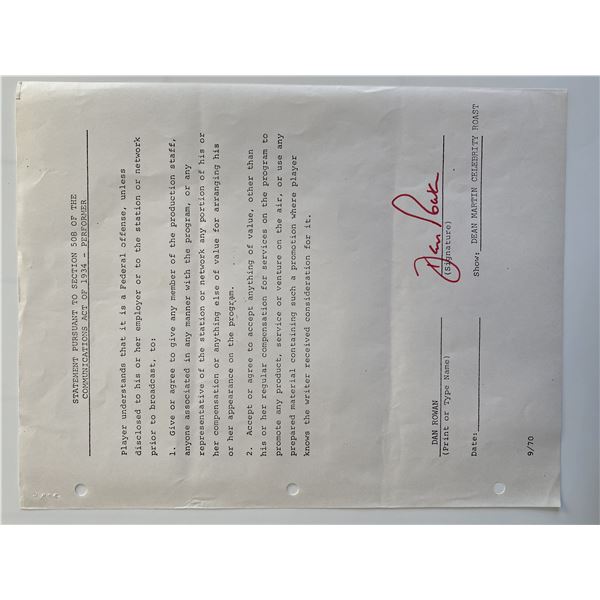 STATEMENT PURSUANT TO SECTION 508 OF THE
COMMUNICATIONS ACT OF 1934 - PERFORMER
Player understands that it is a Federal offense, unless
disclosed to his or her employer or to the station or network
prior to broadcast, to:
1. Give or agree to give any member of the production staff,
anyone associated in any manner with the program, or any
representative of the station or network any portion of his or
her compensation or anything else of value for arranging his
or her appearance on the program.
2. Accept or agree to accept anything of value, other than
his or her regular compensation for services on the program to
promote any product, service or venture on the air, or use any
prepared material containing such a promotion where player
knows the writer received consideration for it.
DAN ROWAN
(Print or Type Name)
Dan Rowan
(Signature)
Date:
Show: DEAN MARTIN CELEBRITY ROAST
9/70